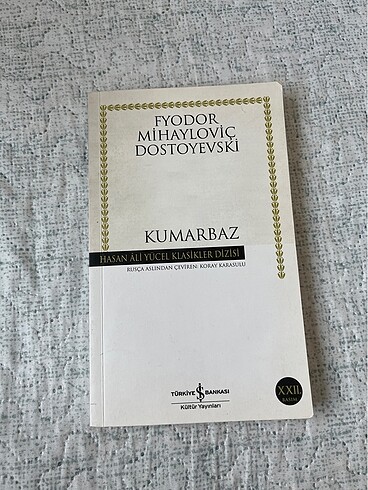 FYODOR
MİHAYLOVİÇ
DOSTOYEVSKİ
KUMARBAZ
HASAN ÂLİ YÜCEL KLASİKLER DİZİSİ
RUSÇA ASLINDAN ÇEVİREN: KORAY KARASULU
TÜRKİYE İŞ BANKASI
Kültür Yayınları
XXII.
BASIM